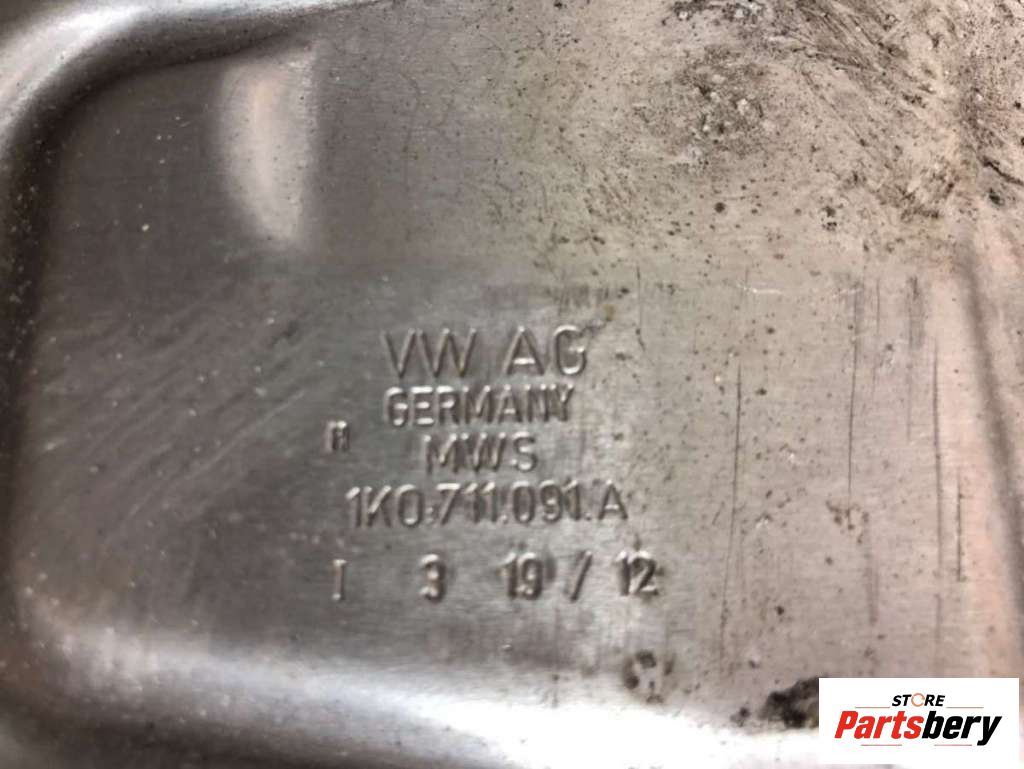 VW AG
GERMANY
H
MWS
1K0.711.091.A
I 3 19/12
STORE
Partsbery